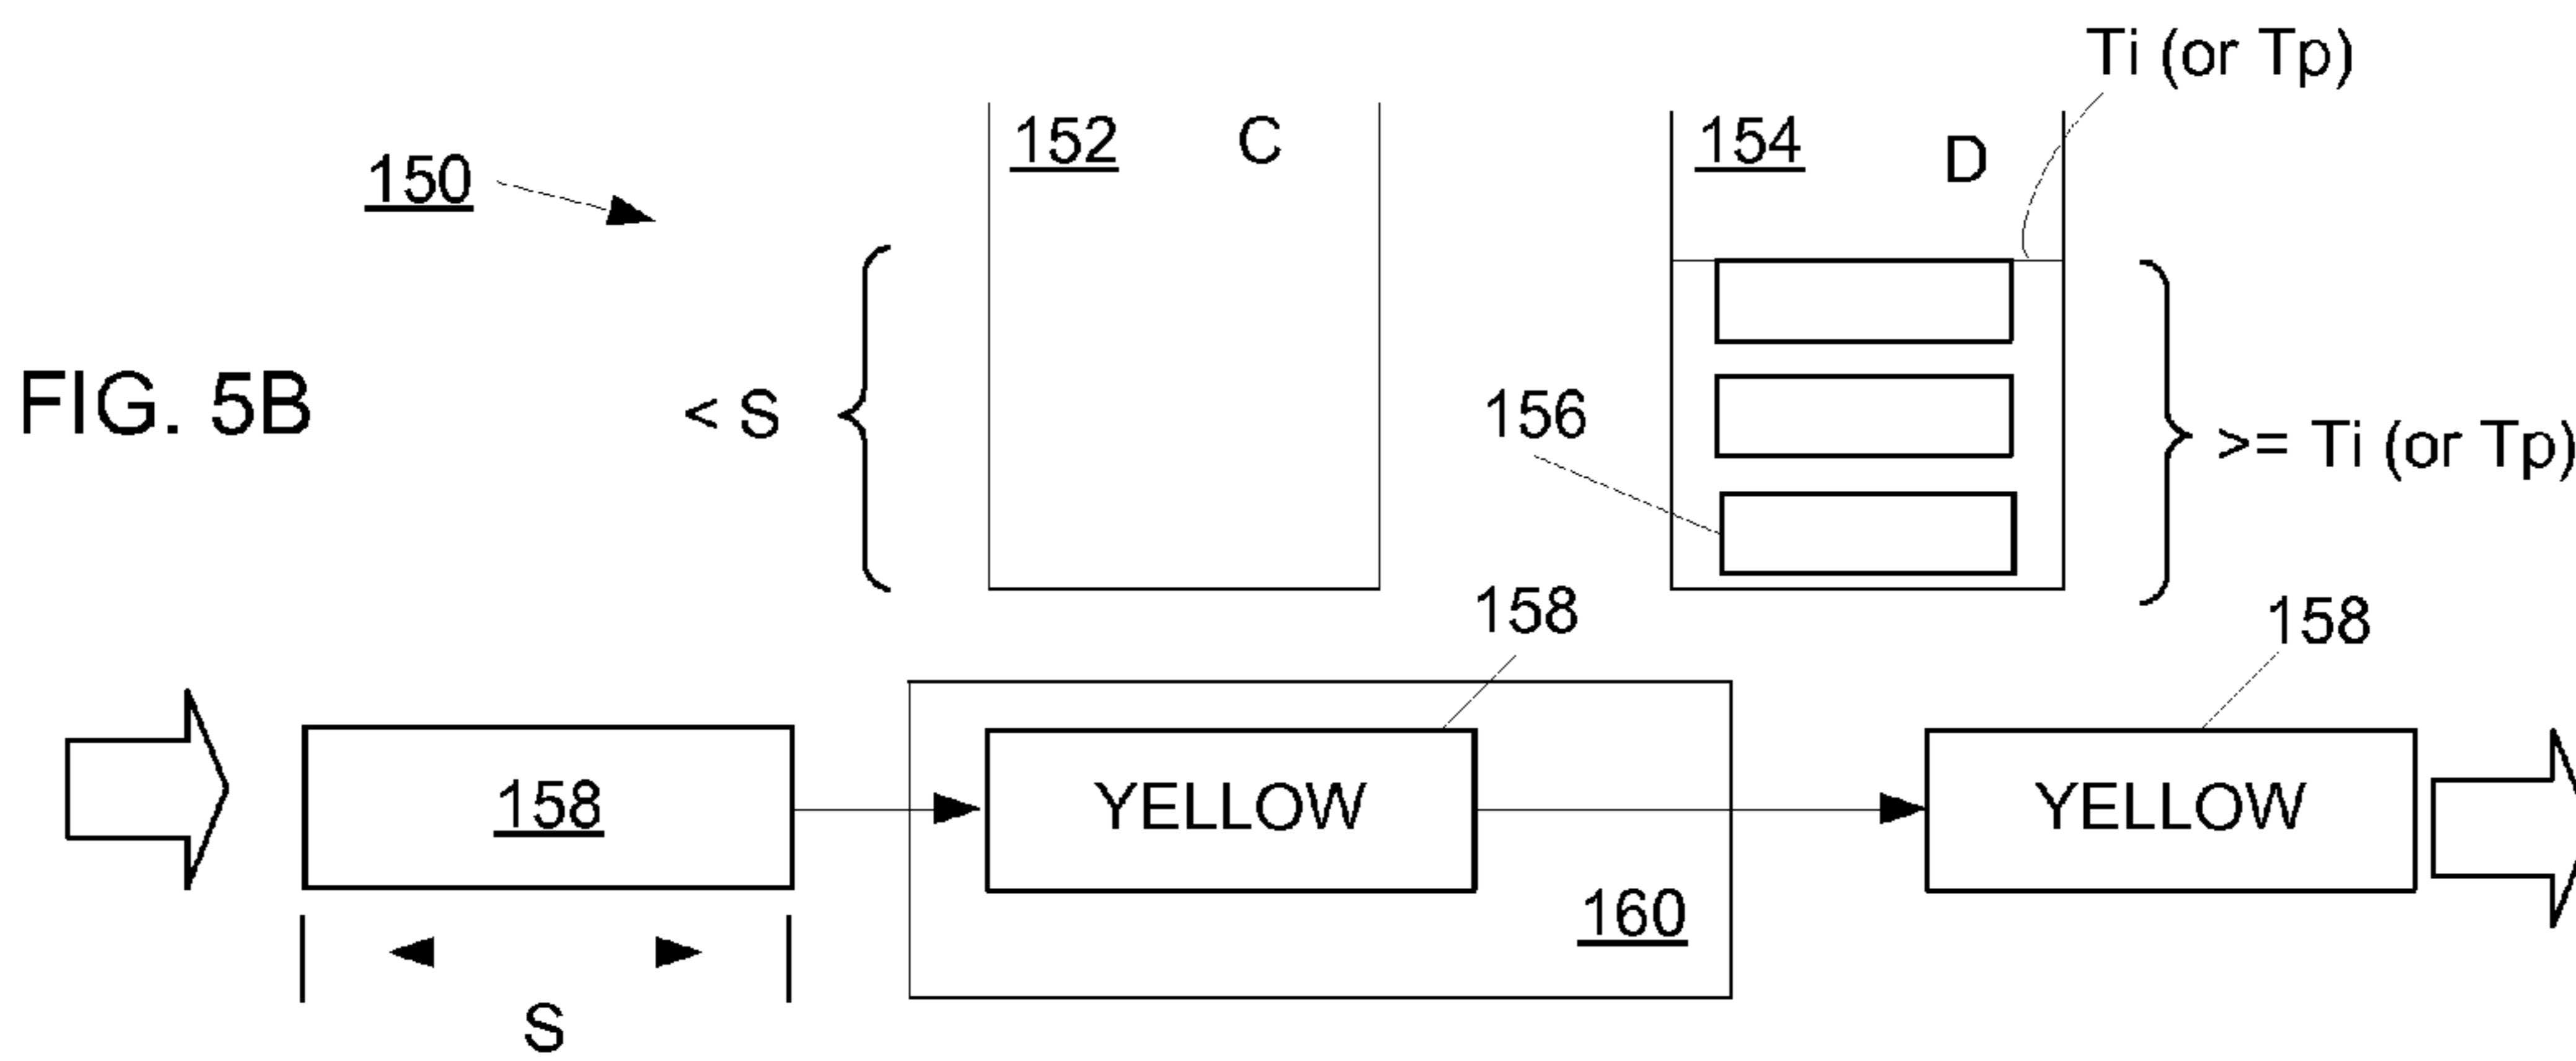 Ti (or Tp)
152 C
154 D
150
FIG. 5B
< S
156
>= Ti (or Tp)
158
158
158
YELLOW
YELLOW
160
S